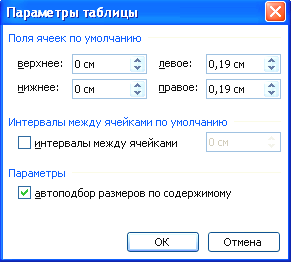 Параметры таблицы
Поля ячеек по умолчанию
верхнее: 0 см левое: 0,19 см
нижнее: 0 см правое: 0,19 см
Интервалы между ячейками по умолчанию
интервалы между ячейками 0 см
Параметры
автоподбор размеров по содержимому
ОК Отмена